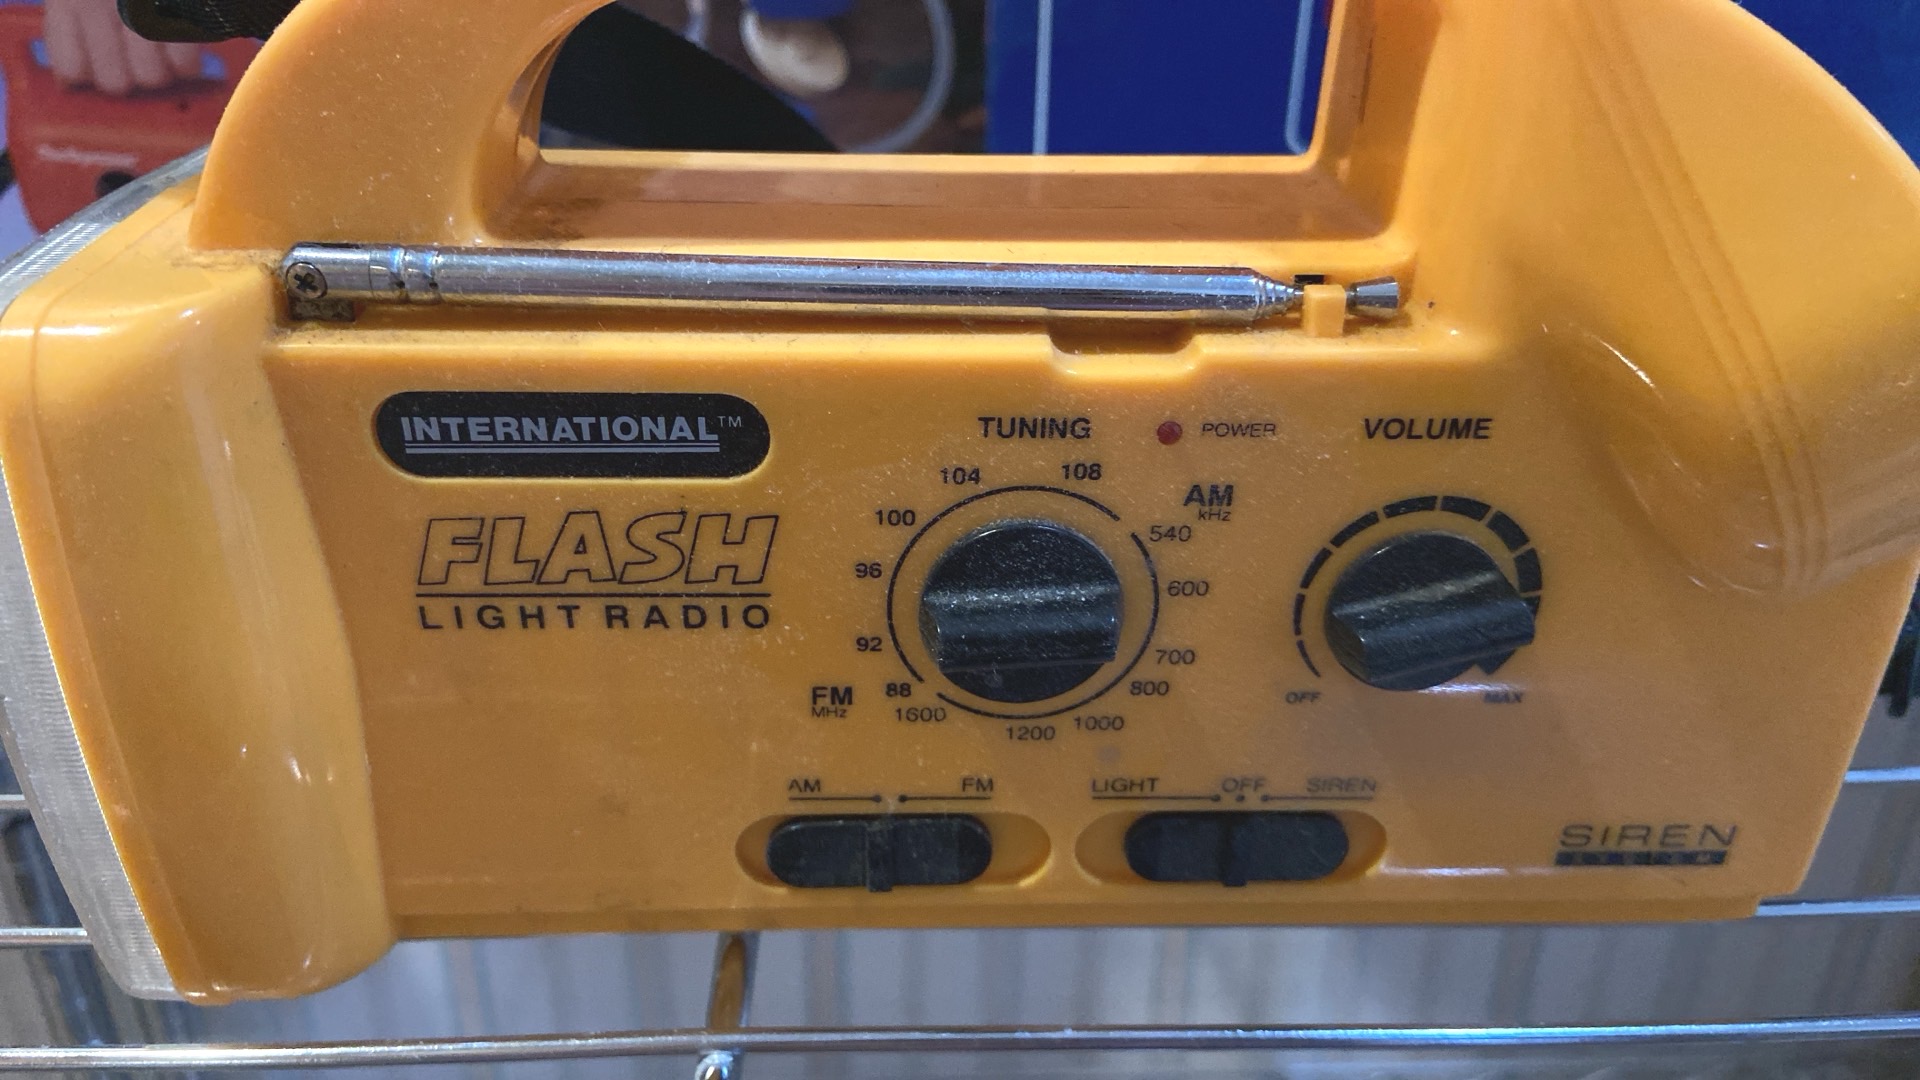 INTERNATIONAL™
FLASH
LIGHT RADIO
TUNING
POWER
VOLUME
104 108
100
96
92
88
FM
MHz
AM
kHz
540
600
700
800
1000
1200
1600
OFF MAX
AM FM
LIGHT OFF SIREN
SIREN
SYSTEM